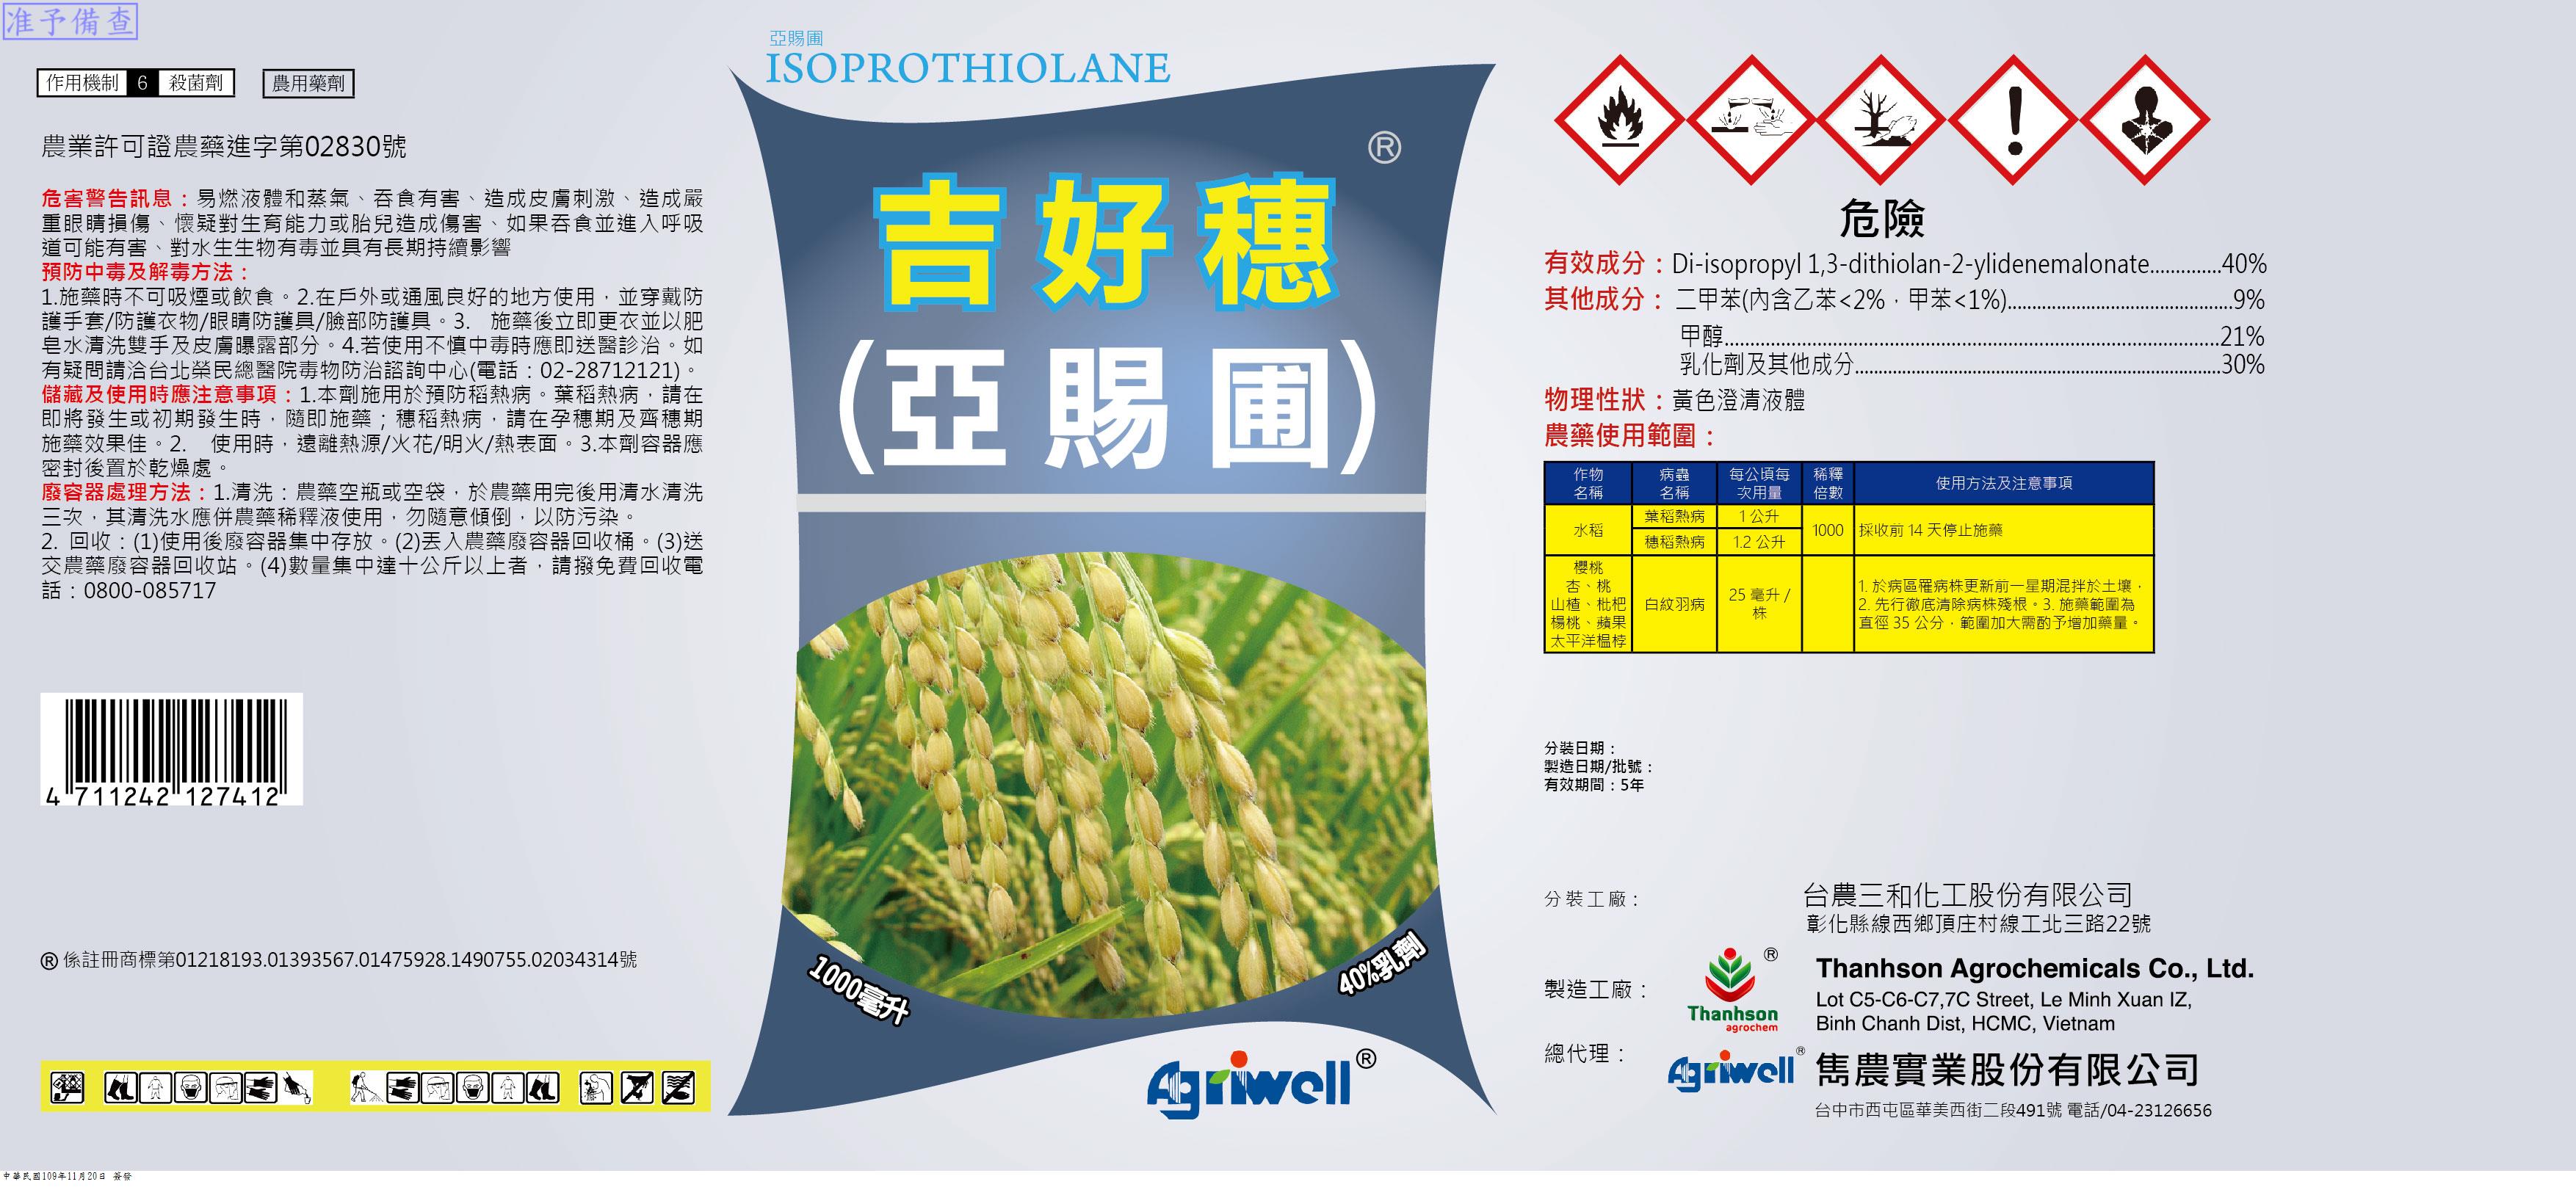 准予備查
作用機制 6 殺菌劑 農用藥劑
農業許可證農藥進字第02830號
危害警告訊息：易燃液體和蒸氣、吞食有害、造成皮膚刺激、造成嚴
重眼睛損傷、懷疑對生育能力或胎兒造成傷害、如果吞食並進入呼吸
道可能有害、對水生生物有毒並具有長期持續影響
預防中毒及解毒方法：
1.施藥時不可吸煙或飲食。2.在戶外或通風良好的地方使用，並穿戴防
護手套/防護衣物/眼睛防護具/臉部防護具。3. 施藥後立即更衣並以肥
皂水清洗雙手及皮膚曝露部分。4.若使用不慎中毒時應即送醫診治。如
有疑問請洽台北榮民總醫院毒物防治諮詢中心(電話：02-28712121)。
儲藏及使用時應注意事項：1.本劑施用於預防稻熱病。葉稻熱病，請在
即將發生或初期發生時，隨即施藥；穗稻熱病，請在孕穗期及齊穗期
施藥效果佳。2. 使用時，遠離熱源/火花/明火/熱表面。3.本劑容器應
密封後置於乾燥處。
廢容器處理方法：1.清洗：農藥空瓶或空袋，於農藥用完後用清水清洗
三次，其清洗水應併農藥稀釋液使用，勿隨意傾倒，以防污染。
2. 回收：(1)使用後廢容器集中存放。(2)丟入農藥廢容器回收桶。(3)送
交農藥廢容器回收站。(4)數量集中達十公斤以上者，請撥免費回收電
話：0800-085717
4 711242 127412
®係註冊商標第01218193.01393567.01475928.1490755.02034314號
亞賜圃
ISOPROTHIOLANE
®
吉好穗
(亞賜圃)
1000毫升
40%乳劑
Agriwell®
危險
有效成分：Di-isopropyl 1,3-dithiolan-2-ylidenemalonate..............40%
其他成分：二甲苯(內含乙苯<2%，甲苯<1%)............................................9%
甲醇...................................................................................................21%
乳化劑及其他成分.........................................................................30%
物理性狀：黃色澄清液體
農藥使用範圍：
作物名稱 病蟲名稱 每公頃每次用量 稀釋倍數 使用方法及注意事項
水稻 葉稻熱病 1 公升 1000 採收前 14 天停止施藥
穗稻熱病 1.2 公升
櫻桃
杏、桃
山楂、枇杷
楊桃、蘋果
太平洋榲桲
白紋羽病
25 毫升 /
株
1. 於病區罹病株更新前一星期混拌於土壤，
2. 先行徹底清除病株殘根。3. 施藥範圍為
直徑 35 公分，範圍加大需酌予增加藥量。
分裝日期：
製造日期/批號：
有效期間：5年
分裝工廠： 台農三和化工股份有限公司
彰化縣線西鄉頂庄村線工北三路22號
製造工廠： Thanhson agrochem ® Thanhson Agrochemicals Co., Ltd.
Lot C5-C6-C7,7C Street, Le Minh Xuan IZ,
Binh Chanh Dist, HCMC, Vietnam
總代理： Agriwell® 雋農實業股份有限公司
台中市西屯區華美西街二段491號 電話/04-23126656
中華民國109年11月20日 簽發